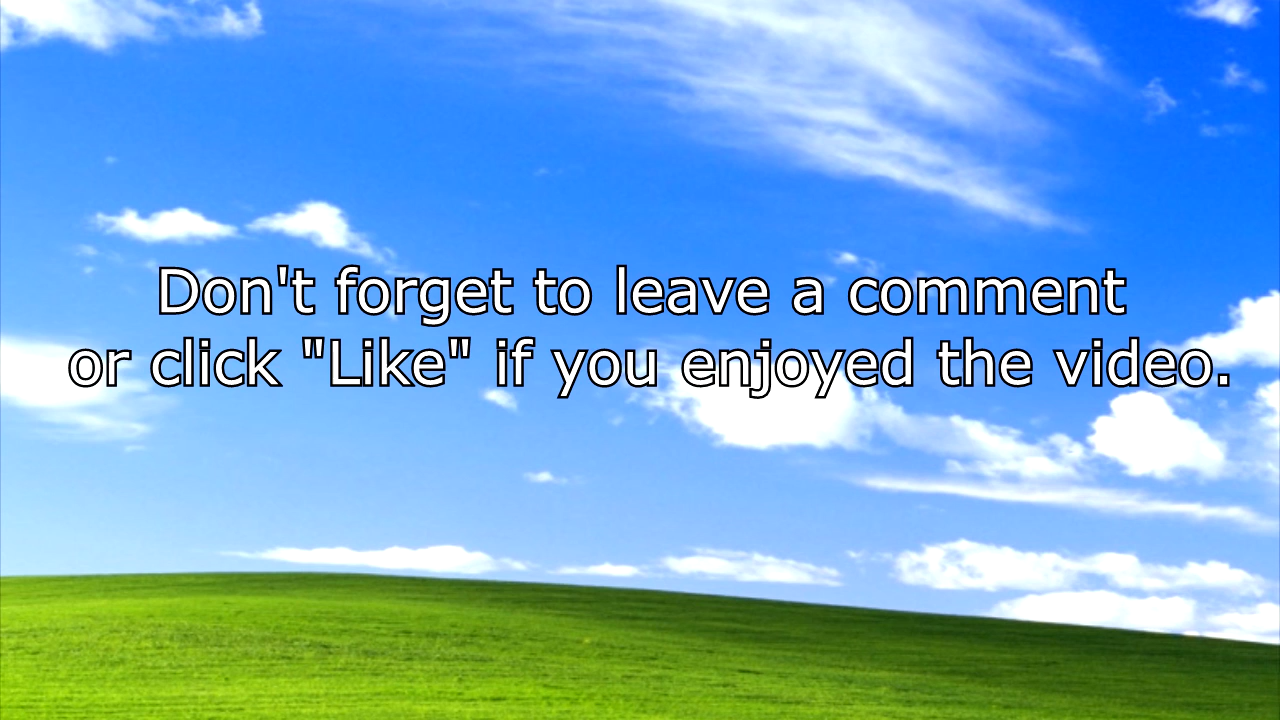 Don't forget to leave a comment
or click "Like" if you enjoyed the video.